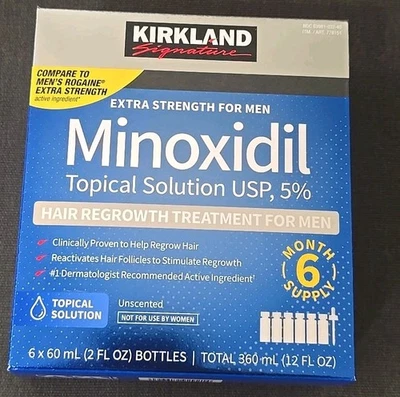 KIRKLAND
Signature
COMPARE TO
MEN'S ROGAINE®
EXTRA STRENGTH
active ingredient*
EXTRA STRENGTH FOR MEN
Minoxidil
Topical Solution USP, 5%
HAIR REGROWTH TREATMENT FOR MEN
Clinically Proven to Help Regrow Hair
Reactivates Hair Follicles to Stimulate Regrowth
#1 Dermatologist Recommended Active Ingredient†
MONTH
6
SUPPLY
TOPICAL
SOLUTION
Unscented
NOT FOR USE BY WOMEN
6 x 60 mL (2 FL OZ) BOTTLES | TOTAL 360 mL (12 FL OZ)